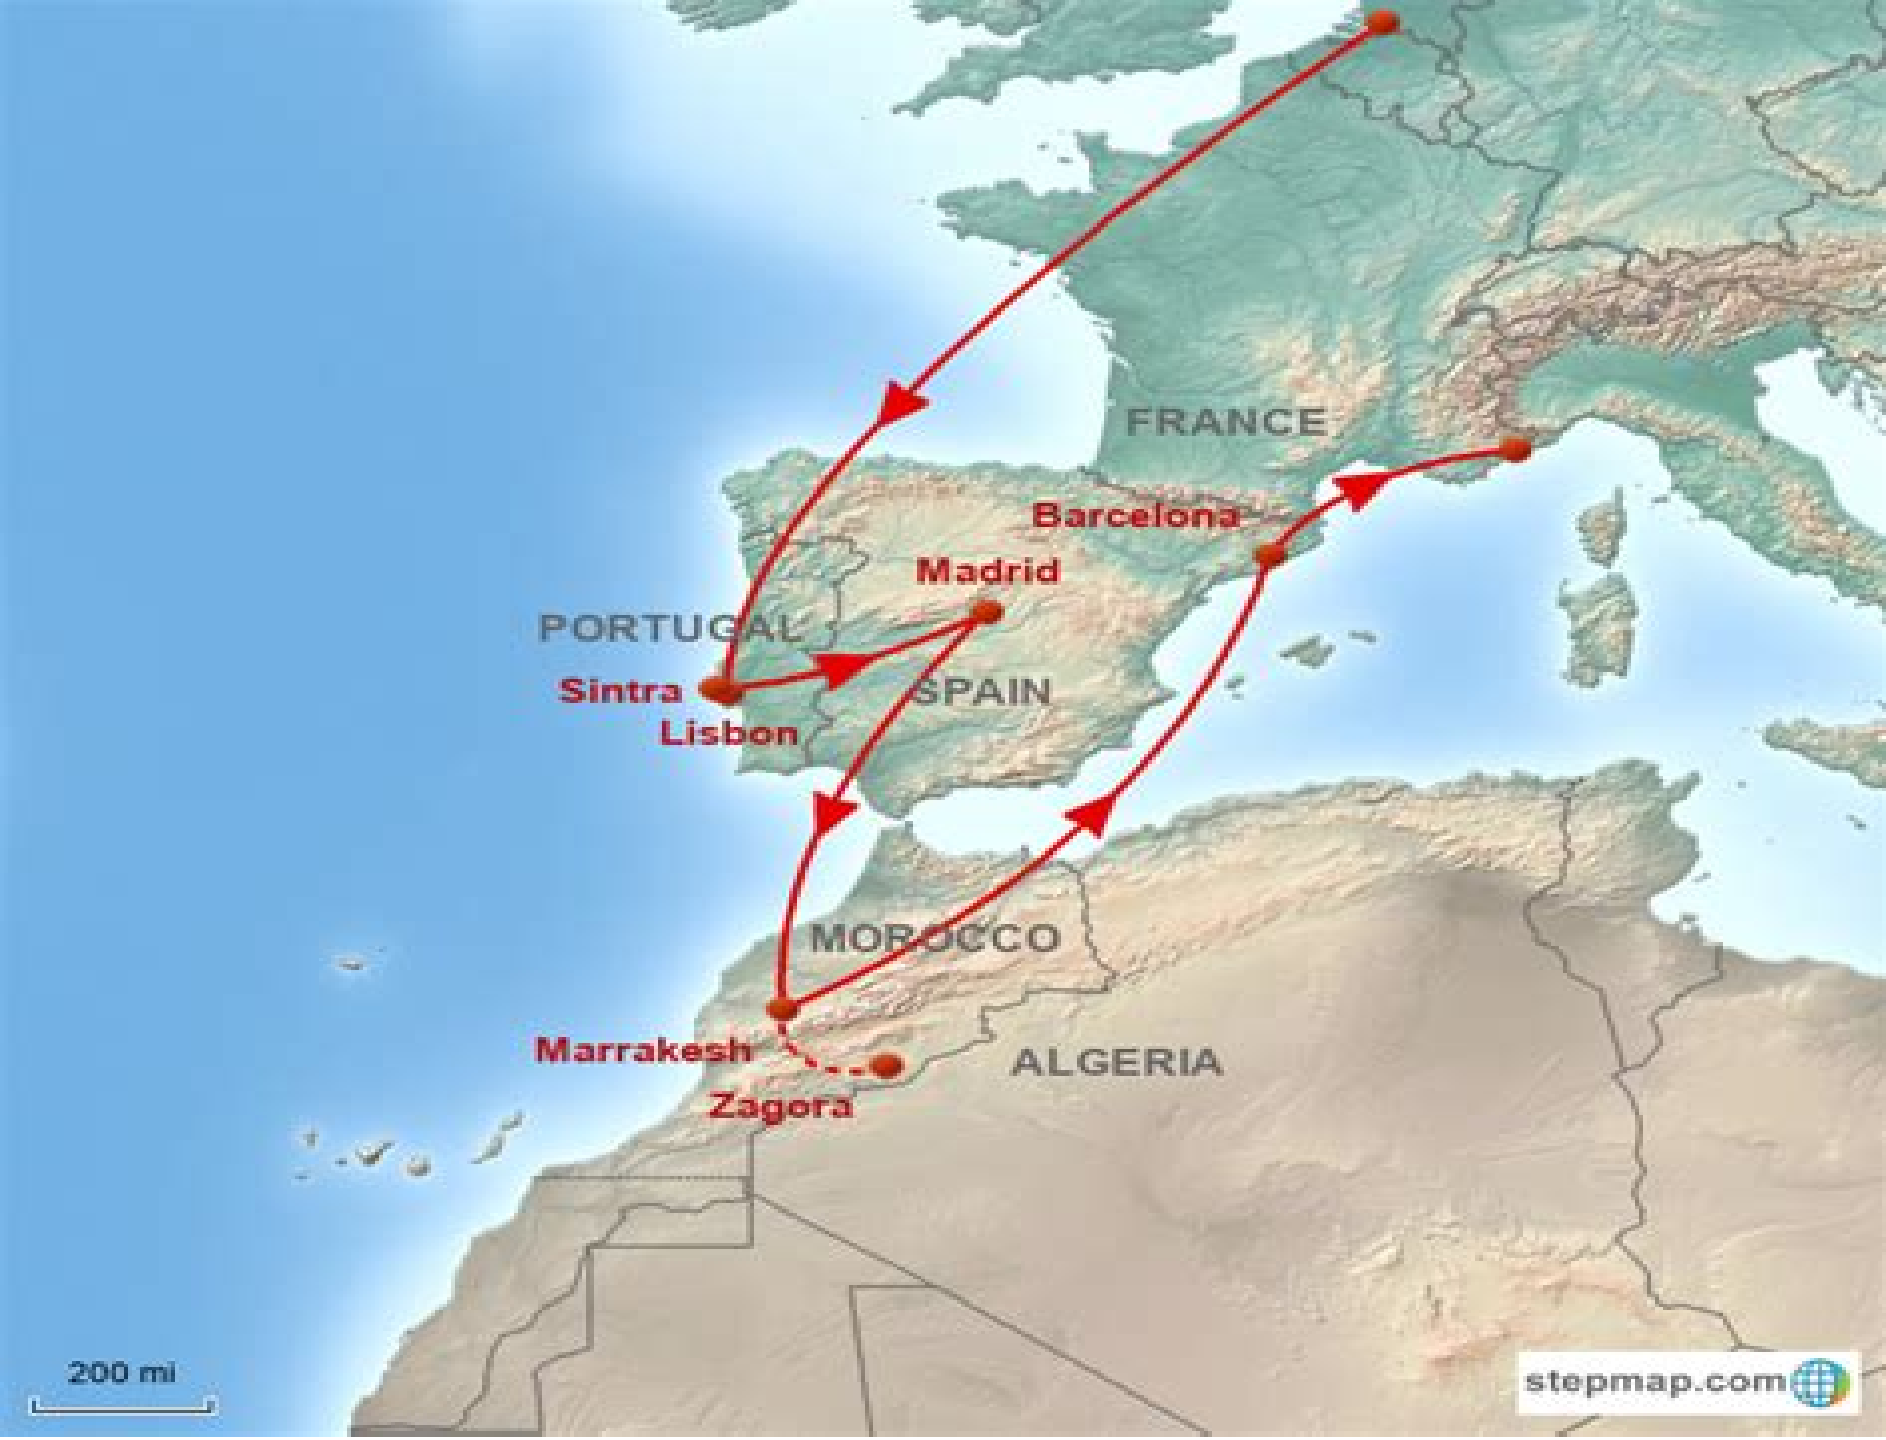 FRANCE
Barcelona
Madrid
PORTUGAL
Sintra
SPAIN
Lisbon
MOROCCO
Marrakesh
ALGERIA
Zagora
200 mi
stepmap.com